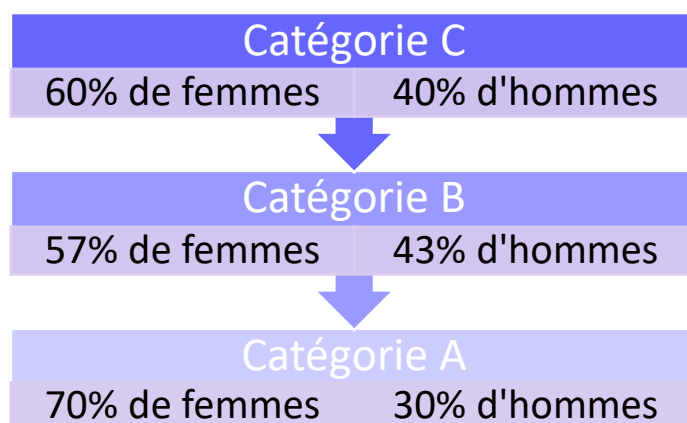 Catégorie C
60% de femmes 40% d'hommes
Catégorie B
57% de femmes 43% d'hommes
Catégorie A
70% de femmes 30% d'hommes